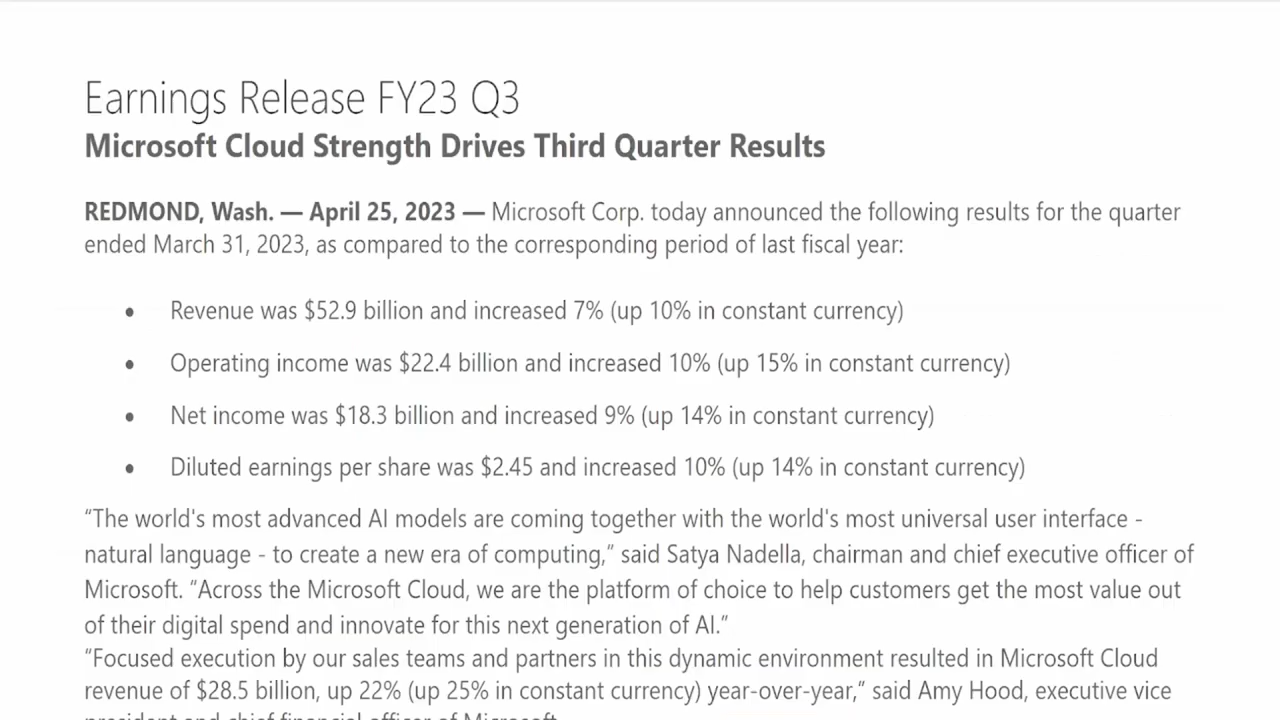 Earnings Release FY23 Q3
Microsoft Cloud Strength Drives Third Quarter Results
REDMOND, Wash. — April 25, 2023 — Microsoft Corp. today announced the following results for the quarter
ended March 31, 2023, as compared to the corresponding period of last fiscal year:
• Revenue was $52.9 billion and increased 7% (up 10% in constant currency)
• Operating income was $22.4 billion and increased 10% (up 15% in constant currency)
• Net income was $18.3 billion and increased 9% (up 14% in constant currency)
• Diluted earnings per share was $2.45 and increased 10% (up 14% in constant currency)
“The world's most advanced AI models are coming together with the world's most universal user interface -
natural language - to create a new era of computing,” said Satya Nadella, chairman and chief executive officer of
Microsoft. “Across the Microsoft Cloud, we are the platform of choice to help customers get the most value out
of their digital spend and innovate for this next generation of AI.”
“Focused execution by our sales teams and partners in this dynamic environment resulted in Microsoft Cloud
revenue of $28.5 billion, up 22% (up 25% in constant currency) year-over-year,” said Amy Hood, executive vice
president and chief financial officer of Microsoft.